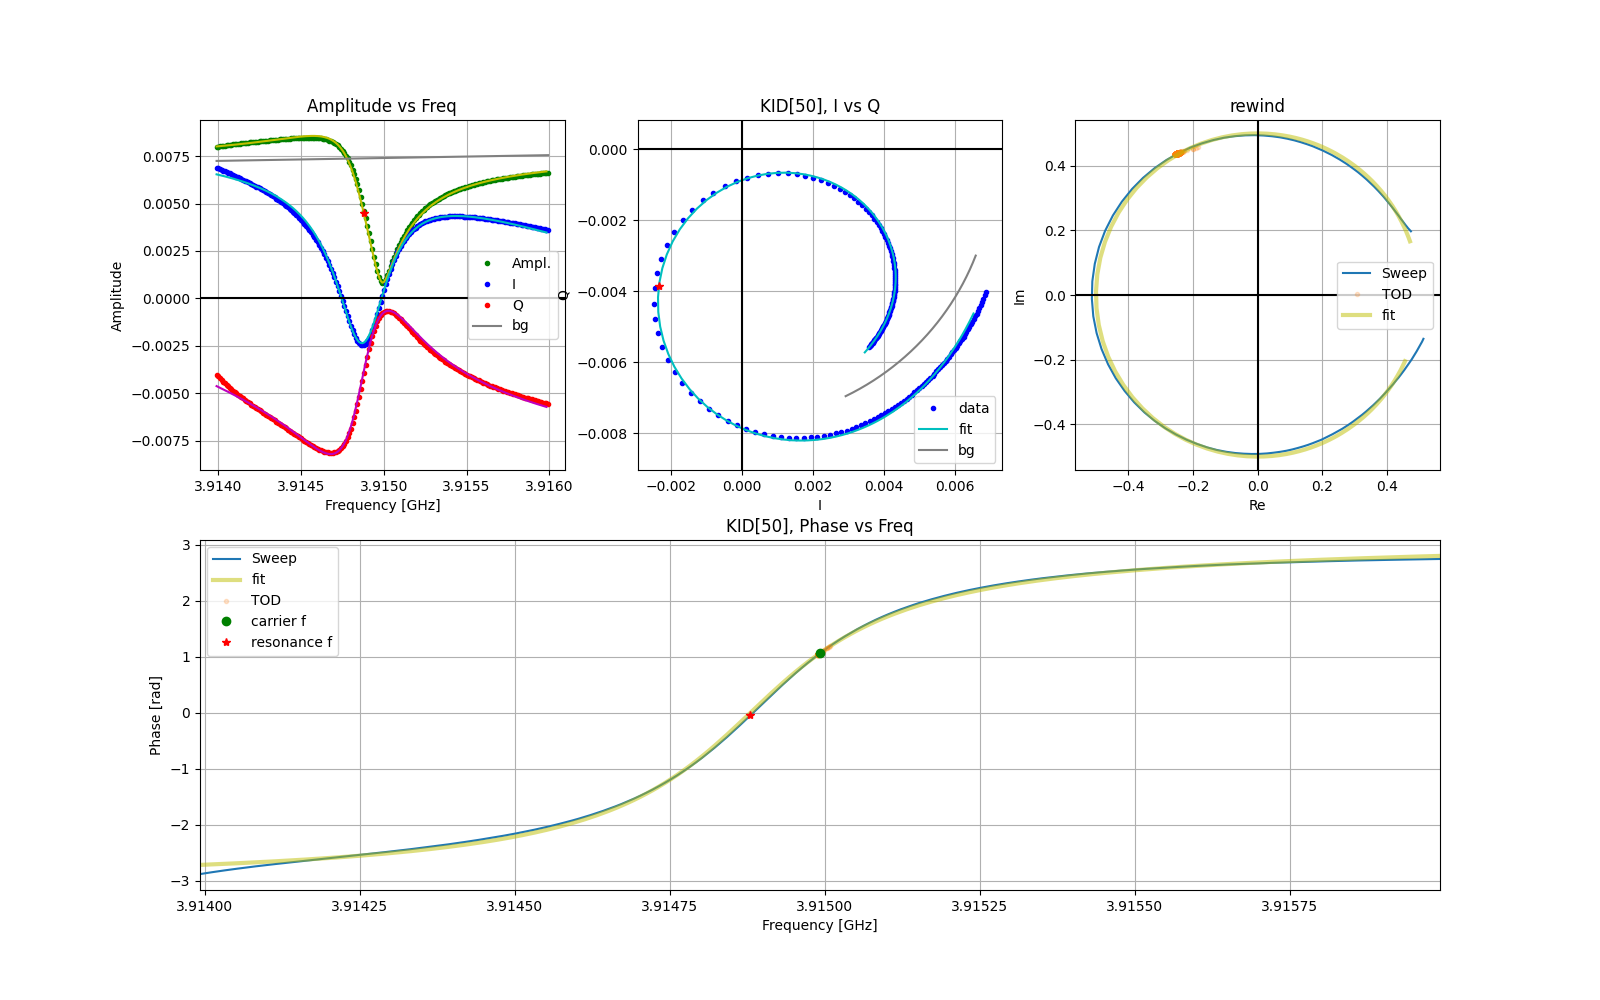 Amplitude vs Freq
Amplitude
0.0075
0.0050
0.0025
0.0000
−0.0025
−0.0050
−0.0075
Ampl.
I
Q
bg
3.9140 3.9145 3.9150 3.9155 3.9160
Frequency [GHz]
KID[50], I vs Q
Q
0.000
−0.002
−0.004
−0.006
−0.008
data
fit
bg
−0.002 0.000 0.002 0.004 0.006
I
rewind
Im
0.4
0.2
0.0
−0.2
−0.4
Sweep
TOD
fit
−0.4 −0.2 0.0 0.2 0.4
Re
KID[50], Phase vs Freq
Phase [rad]
3
2
1
0
−1
−2
−3
Sweep
fit
TOD
carrier f
resonance f
3.91400 3.91425 3.91450 3.91475 3.91500 3.91525 3.91550 3.91575
Frequency [GHz]